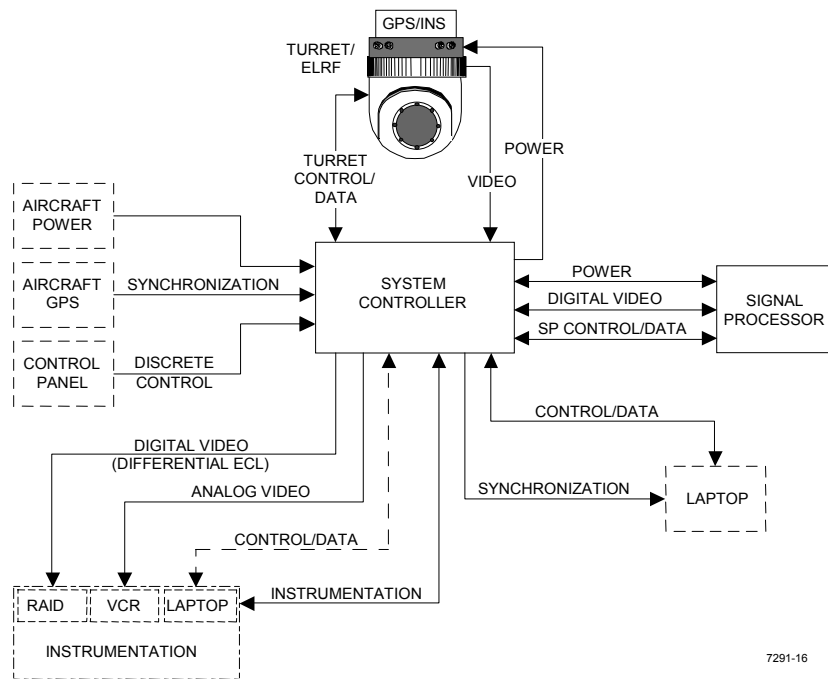 GPS/INS
TURRET/
ELRF
TURRET
CONTROL/
DATA
VIDEO
POWER
AIRCRAFT
POWER
AIRCRAFT
GPS
SYNCHRONIZATION
CONTROL
PANEL
DISCRETE
CONTROL
SYSTEM
CONTROLLER
POWER
DIGITAL VIDEO
SP CONTROL/DATA
SIGNAL
PROCESSOR
CONTROL/DATA
SYNCHRONIZATION
LAPTOP
DIGITAL VIDEO
(DIFFERENTIAL ECL)
ANALOG VIDEO
CONTROL/DATA
INSTRUMENTATION
RAID
VCR
LAPTOP
INSTRUMENTATION
7291-16